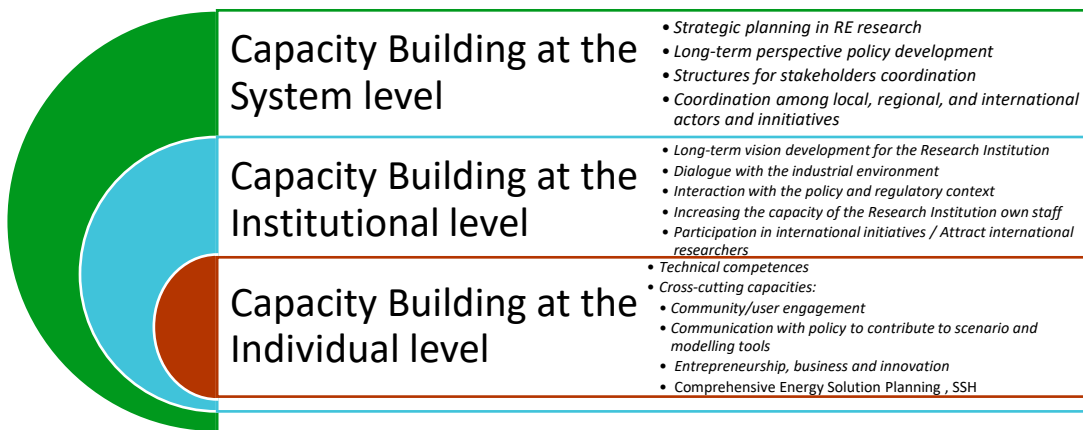 Capacity Building at the
System level
• Strategic planning in RE research
• Long-term perspective policy development
• Structures for stakeholders coordination
• Coordination among local, regional, and international
actors and innitiatives
Capacity Building at the
Institutional level
• Long-term vision development for the Research Institution
• Dialogue with the industrial environment
• Interaction with the policy and regulatory context
• Increasing the capacity of the Research Institution own staff
• Participation in international initiatives / Attract international
researchers
Capacity Building at the
Individual level
• Technical competences
• Cross-cutting capacities:
• Community/user engagement
• Communication with policy to contribute to scenario and
modelling tools
• Entrepreneurship, business and innovation
• Comprehensive Energy Solution Planning , SSH